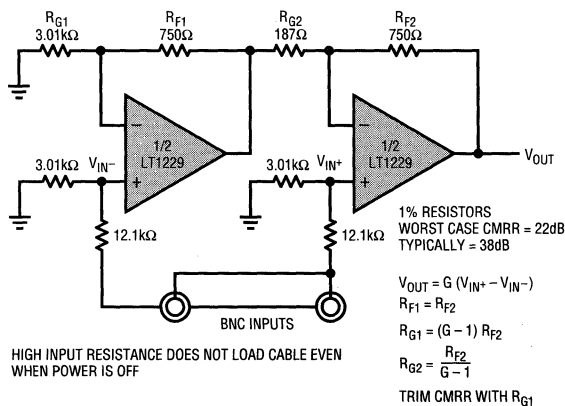 RG1
3.01kΩ
RF1
750Ω
RG2
187Ω
RF2
750Ω
−
+
1/2
LT1229
−
+
1/2
LT1229
VOUT
3.01kΩ
VIN−
3.01kΩ
VIN+
12.1kΩ
12.1kΩ
BNC INPUTS
1% RESISTORS
WORST CASE CMRR = 22dB
TYPICALLY = 38dB
VOUT = G (VIN+ − VIN−)
RF1 = RF2
RG1 = (G − 1) RF2
RG2 = RF2
G − 1
TRIM CMRR WITH RG1
HIGH INPUT RESISTANCE DOES NOT LOAD CABLE EVEN
WHEN POWER IS OFF